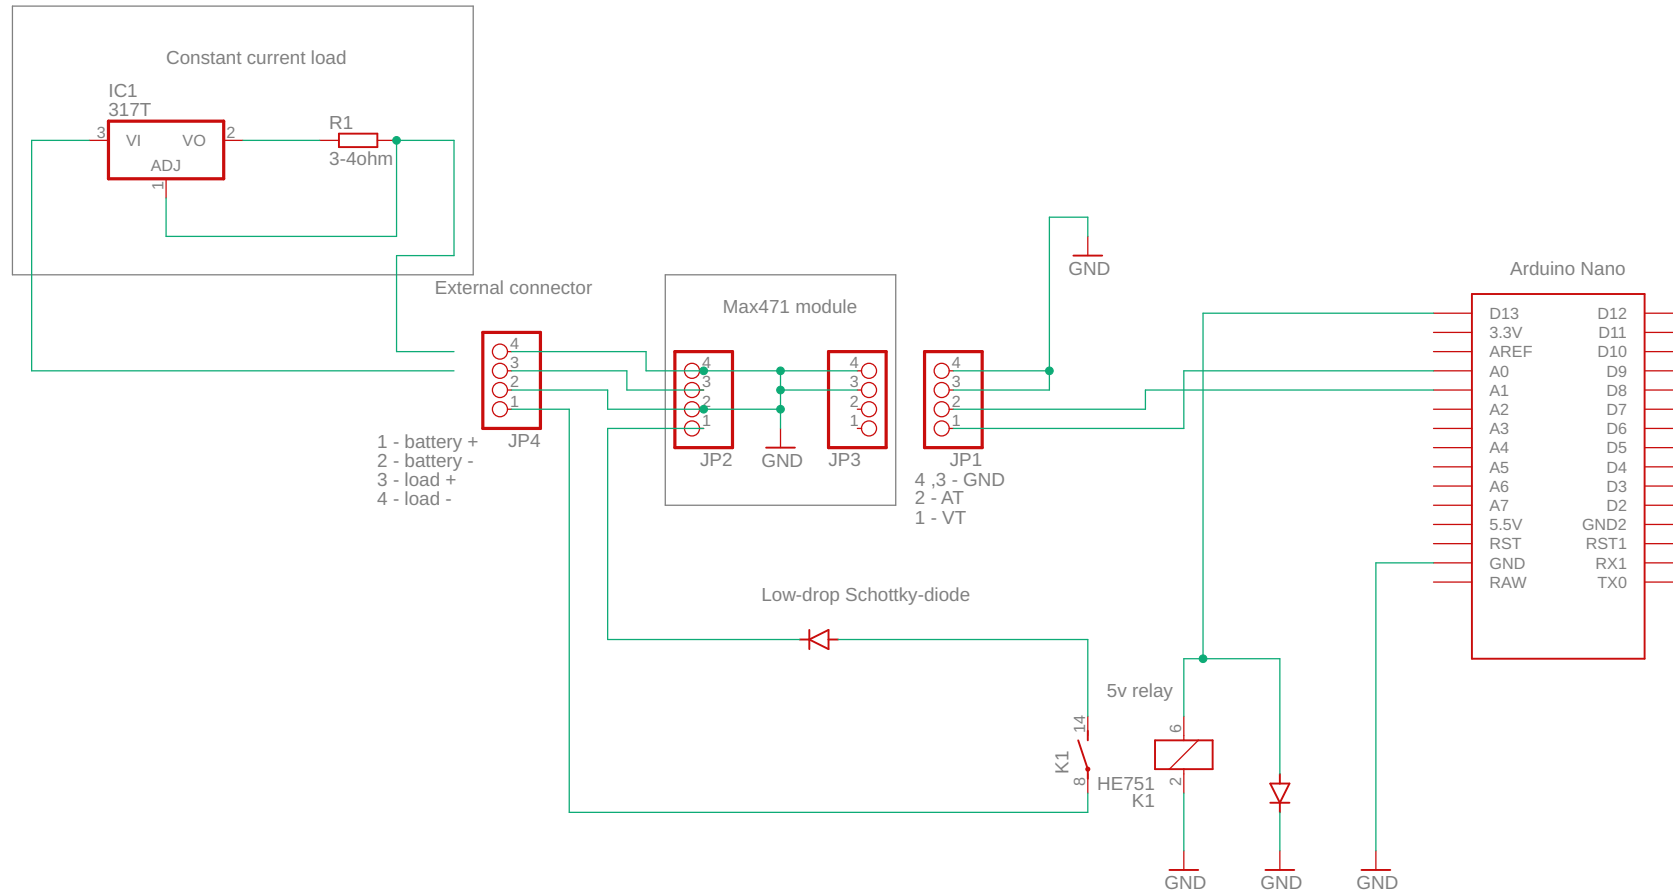 Constant current load
IC1
317T
3
VI
VO
2
ADJ
1
R1
3-4ohm
External connector
4
3
2
1
JP4
1 - battery +
2 - battery -
3 - load +
4 - load -
Max471 module
4
3
2
1
JP2
GND
4
3
2
1
JP3
4
3
2
1
JP1
4 ,3 - GND
2 - AT
1 - VT
GND
Arduino Nano
D13
3.3V
AREF
A0
A1
A2
A3
A4
A5
A6
A7
5.5V
RST
GND
RAW
D12
D11
D10
D9
D8
D7
D6
D5
D4
D3
D2
GND2
RST1
RX1
TX0
Low-drop Schottky-diode
5v relay
14
K1
8
6
2
HE751
K1
GND
GND
GND